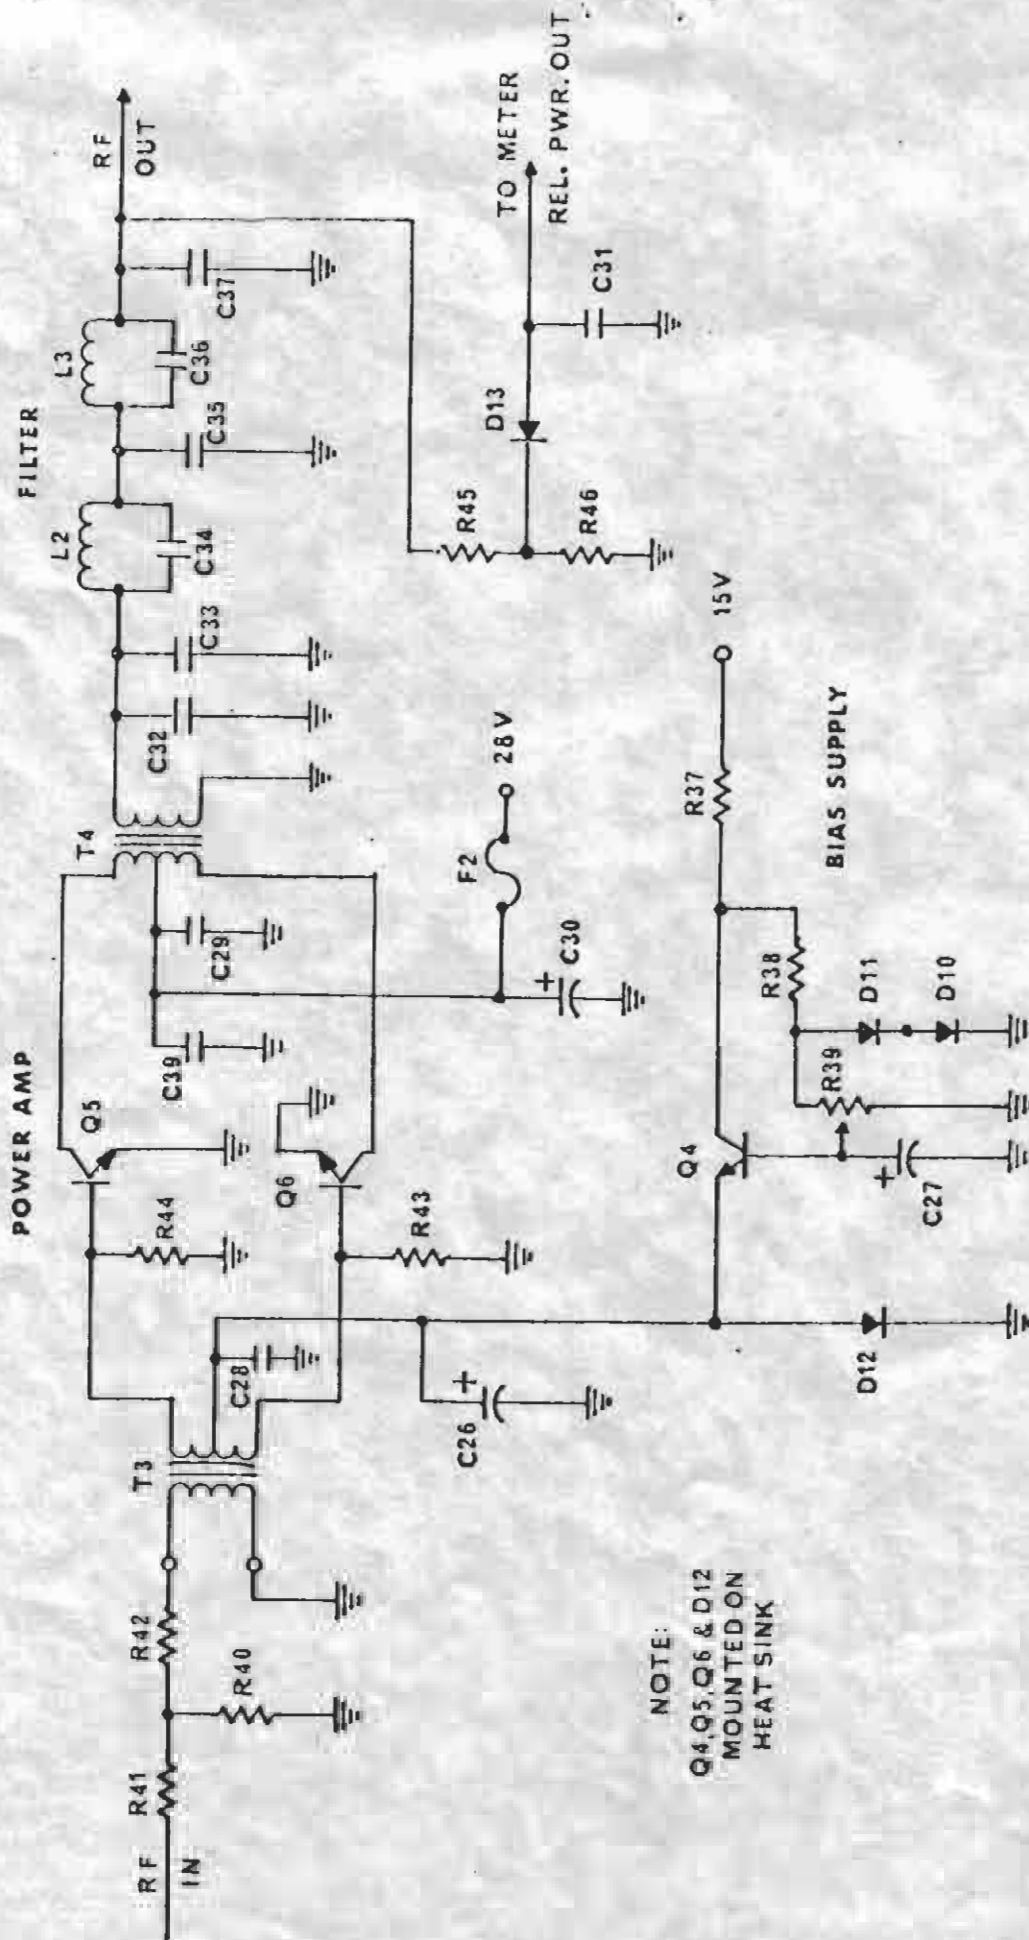 POWER AMP
FILTER
RF
IN
R41
R42
R40
T3
C28
R44
Q5
Q6
R43
C26
+
C39
C29
T4
C32
C33
L2
C34
C35
L3
C36
C37
RF
OUT
F2
28V
+
C30
R45
R46
D13
C31
TO METER
REL. PWR. OUT
Q4
R37
15V
R38
R39
D11
D10
+
C27
D12
BIAS SUPPLY
NOTE:
Q4,Q5,Q6 & D12
MOUNTED ON
HEAT SINK